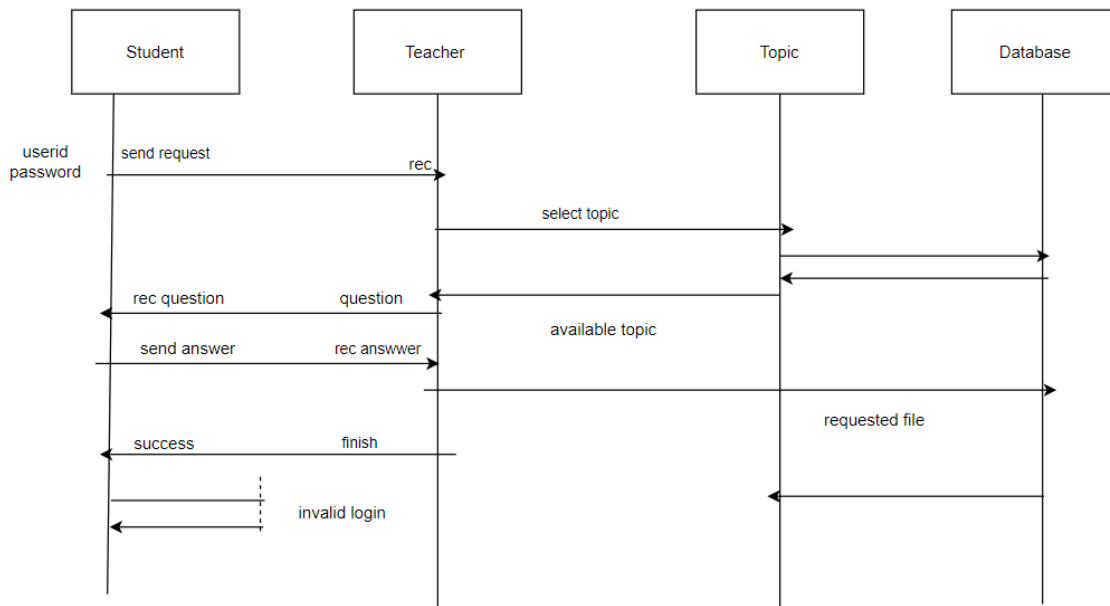 Student
Teacher
Topic
Database
userid
password
send request
rec
select topic
rec question
question
available topic
send answer
rec answwer
requested file
success
finish
invalid login